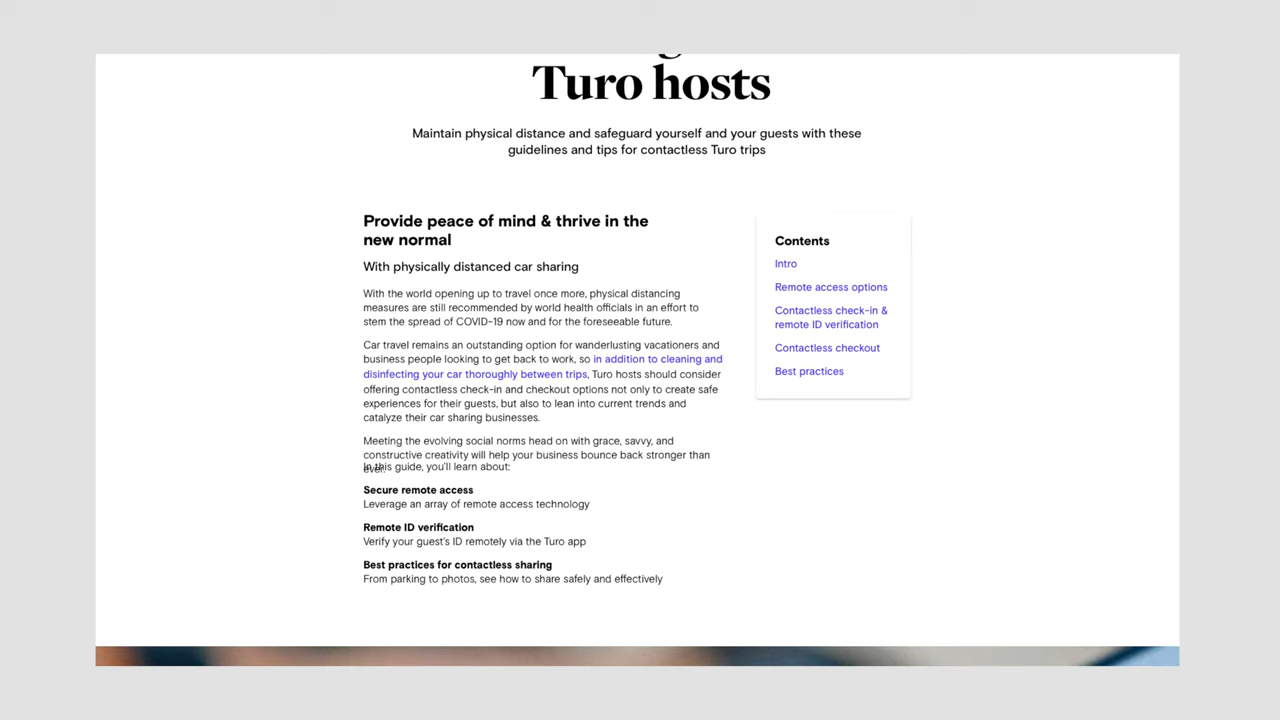 Turo hosts
Maintain physical distance and safeguard yourself and your guests with these
guidelines and tips for contactless Turo trips
Provide peace of mind & thrive in the
new normal
With physically distanced car sharing
With the world opening up to travel once more, physical distancing
measures are still recommended by world health officials in an effort to
stem the spread of COVID-19 now and for the foreseeable future.
Car travel remains an outstanding option for wanderlusting vacationers and
business people looking to get back to work, so in addition to cleaning and
disinfecting your car thoroughly between trips, Turo hosts should consider
offering contactless check-in and checkout options not only to create safe
experiences for their guests, but also to lean into current trends and
catalyze their car sharing businesses.
Meeting the evolving social norms head on with grace, savvy, and
constructive creativity will help your business bounce back stronger than
ever.
In this guide, you'll learn about:
Secure remote access
Leverage an array of remote access technology
Remote ID verification
Verify your guest's ID remotely via the Turo app
Best practices for contactless sharing
From parking to photos, see how to share safely and effectively
Contents
Intro
Remote access options
Contactless check-in &
remote ID verification
Contactless checkout
Best practices